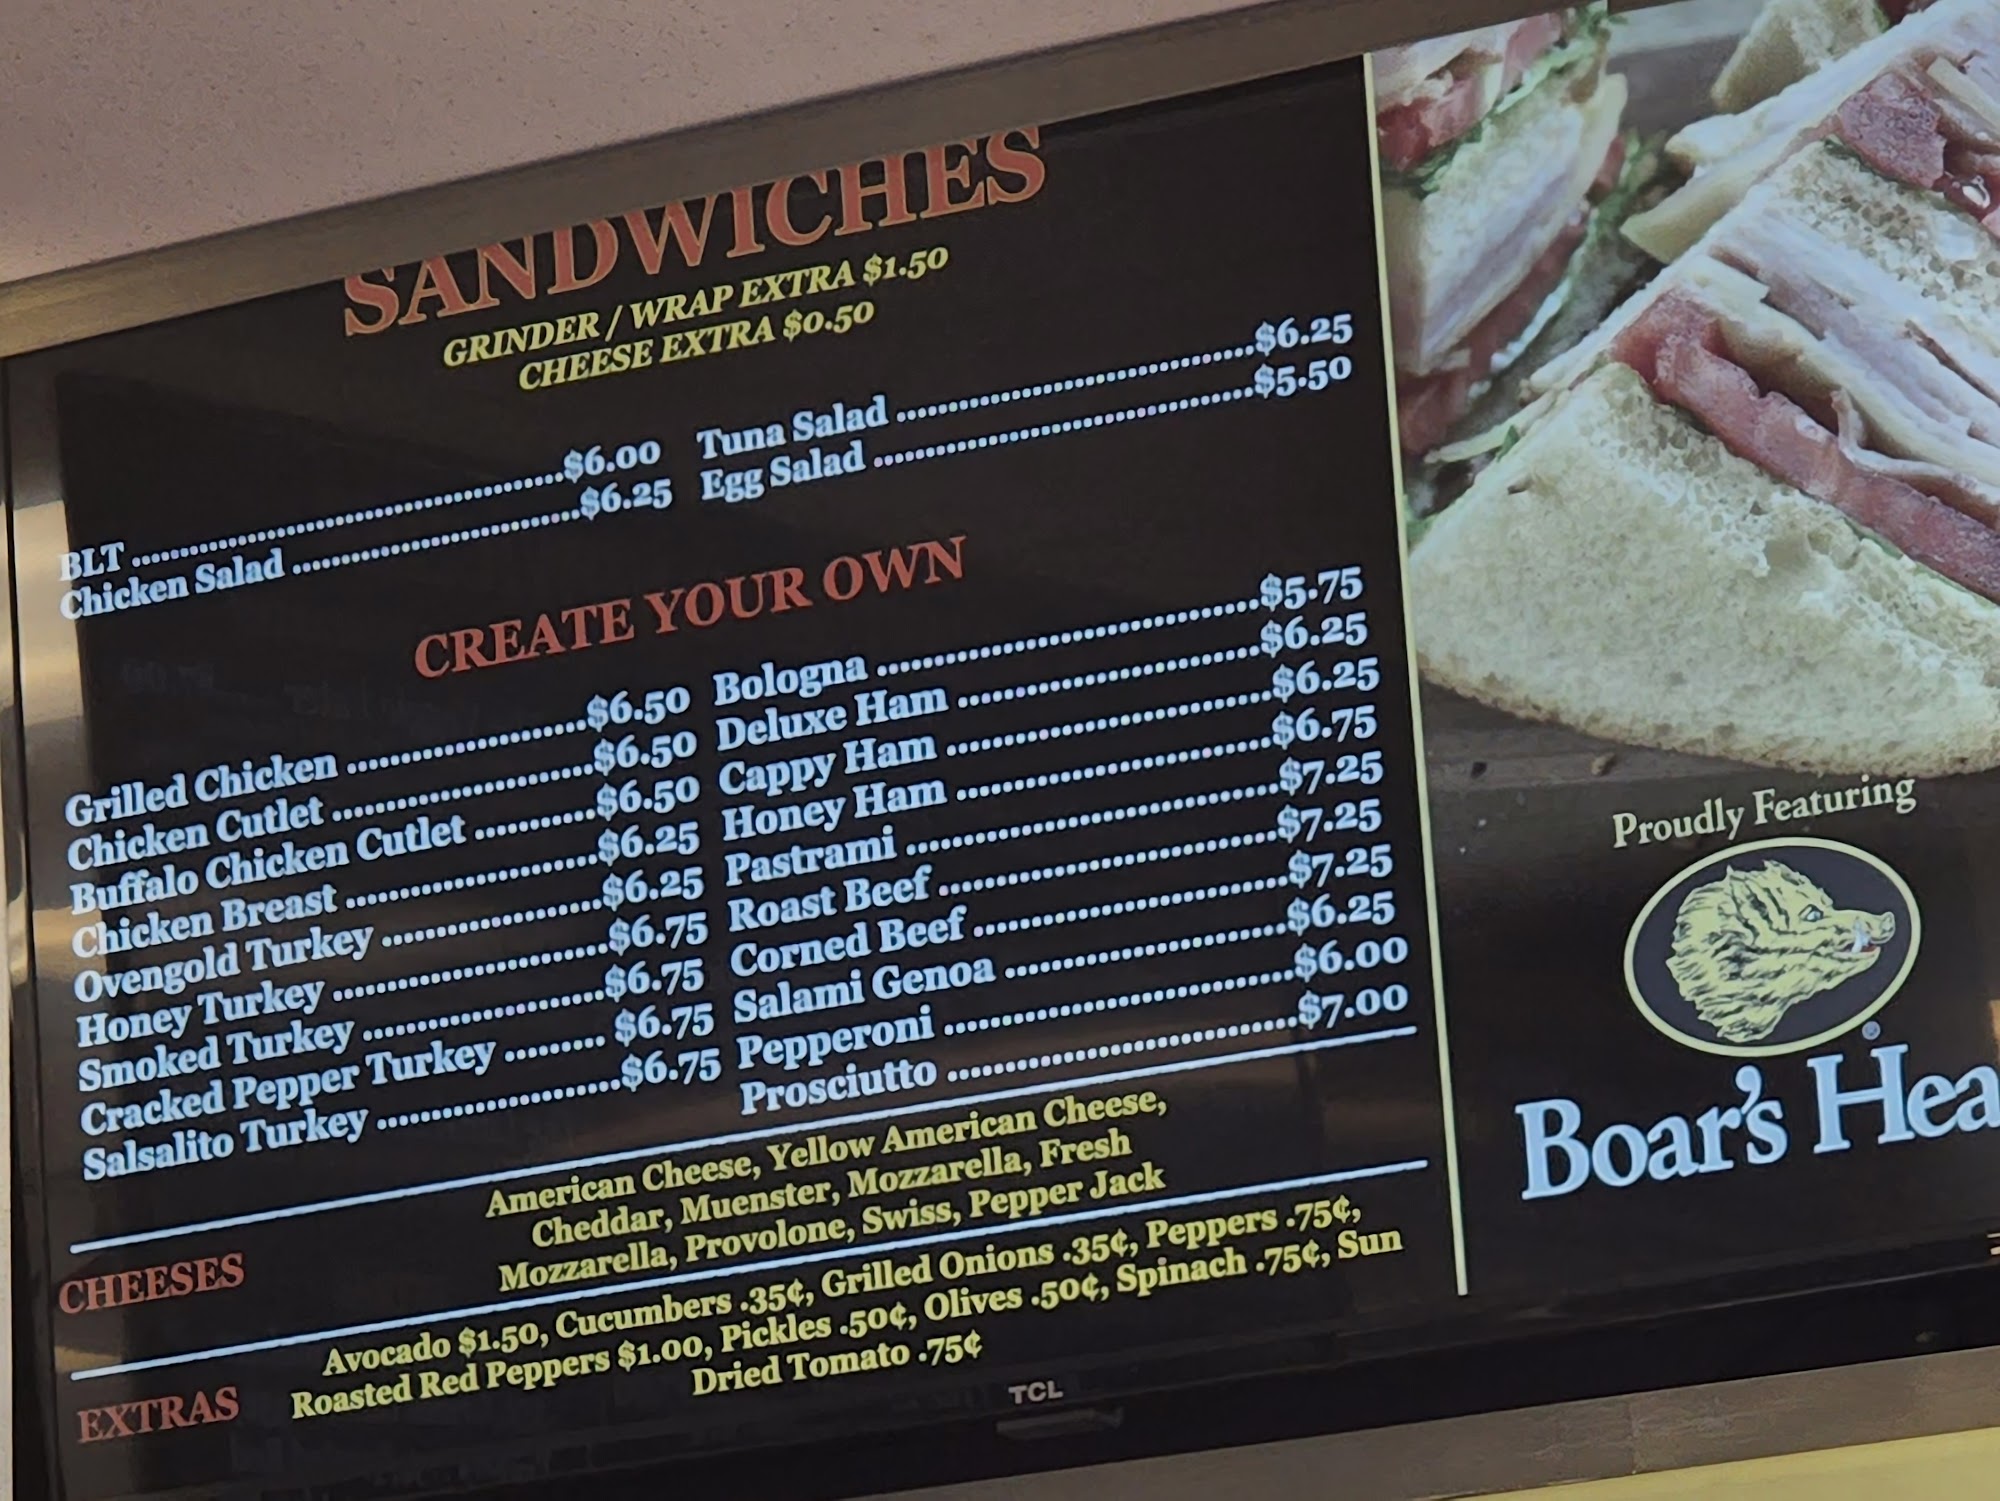 SANDWICHES
GRINDER / WRAP EXTRA $1.50
CHEESE EXTRA $0.50
BLT ........ $6.00
Chicken Salad ........ $6.25
Tuna Salad ........ $6.25
Egg Salad ........ $5.50
CREATE YOUR OWN
Grilled Chicken ........ $6.50
Chicken Cutlet ........ $6.50
Buffalo Chicken Cutlet ........ $6.50
Chicken Breast ........ $6.25
Ovengold Turkey ........ $6.25
Honey Turkey ........ $6.75
Smoked Turkey ........ $6.75
Cracked Pepper Turkey ........ $6.75
Salsalito Turkey ........ $6.75
Bologna ........ $5.75
Deluxe Ham ........ $6.25
Cappy Ham ........ $6.25
Honey Ham ........ $6.75
Pastrami ........ $7.25
Roast Beef ........ $7.25
Corned Beef ........ $7.25
Salami Genoa ........ $6.25
Pepperoni ........ $6.00
Prosciutto ........ $7.00
CHEESES
American Cheese, Yellow American Cheese,
Cheddar, Muenster, Mozzarella, Fresh
Mozzarella, Provolone, Swiss, Pepper Jack
EXTRAS
Avocado $1.50, Cucumbers .35¢, Grilled Onions .35¢, Peppers .75¢,
Roasted Red Peppers $1.00, Pickles .50¢, Olives .50¢, Spinach .75¢, Sun
Dried Tomato .75¢
Proudly Featuring
Boar's Hea
®
TCL